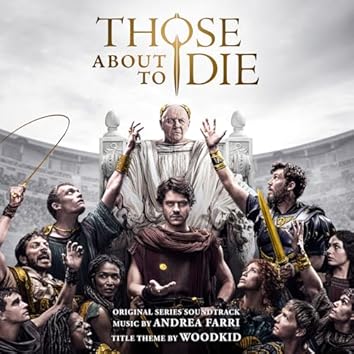 THOSE
ABOUT TO DIE
ORIGINAL SERIES SOUNDTRACK
MUSIC BY ANDREA FARRI
TITLE THEME BY WOODKID